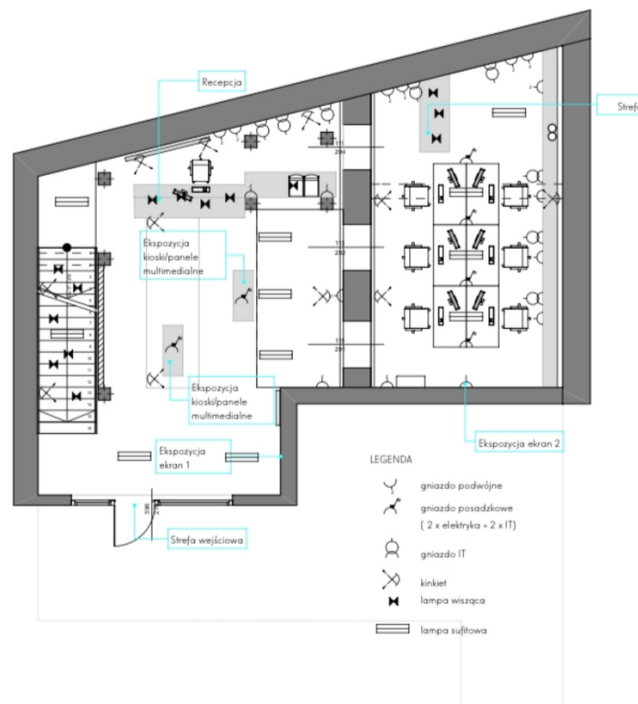 Recepcja
Stref
Ekspozycja
kioski/panele
multimedialne
Ekspozycja
kioski/panele
multimedialne
Ekspozycja
ekran 1
Ekspozycja ekran 2
Strefa wejściowa
LEGENDA
gniazdo podwójne
gniazdo posadzkowe
( 2 x elektryka + 2 x IT)
gniazdo IT
kinkiet
lampa wisząca
lampa sufitowa